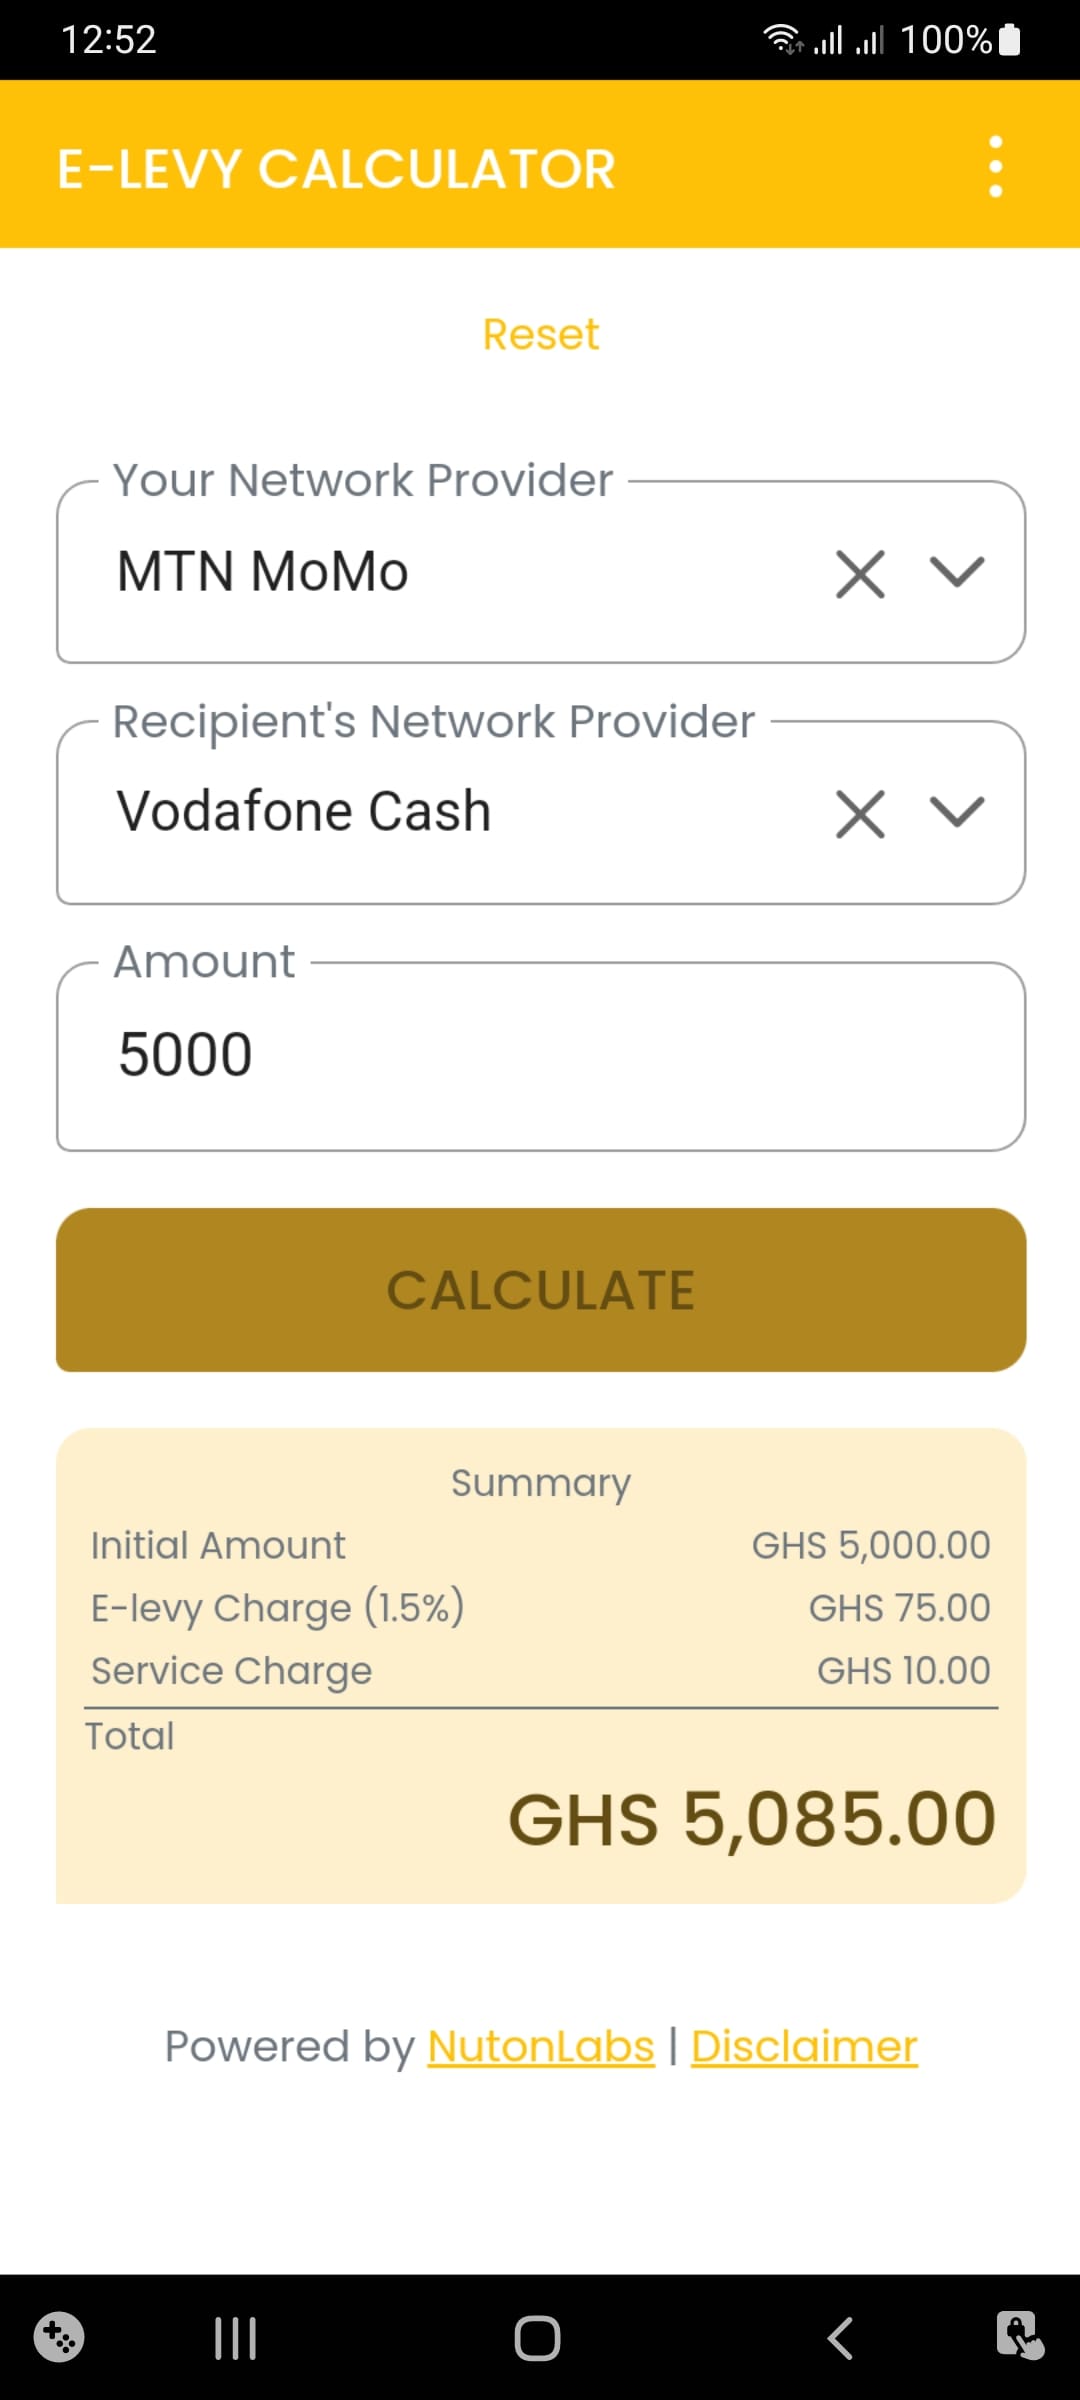 12:52 100%
E-LEVY CALCULATOR
Reset
Your Network Provider
MTN MoMo
Recipient's Network Provider
Vodafone Cash
Amount
5000
CALCULATE
Summary
Initial Amount GHS 5,000.00
E-levy Charge (1.5%) GHS 75.00
Service Charge GHS 10.00
Total
GHS 5,085.00
Powered by NutonLabs | Disclaimer